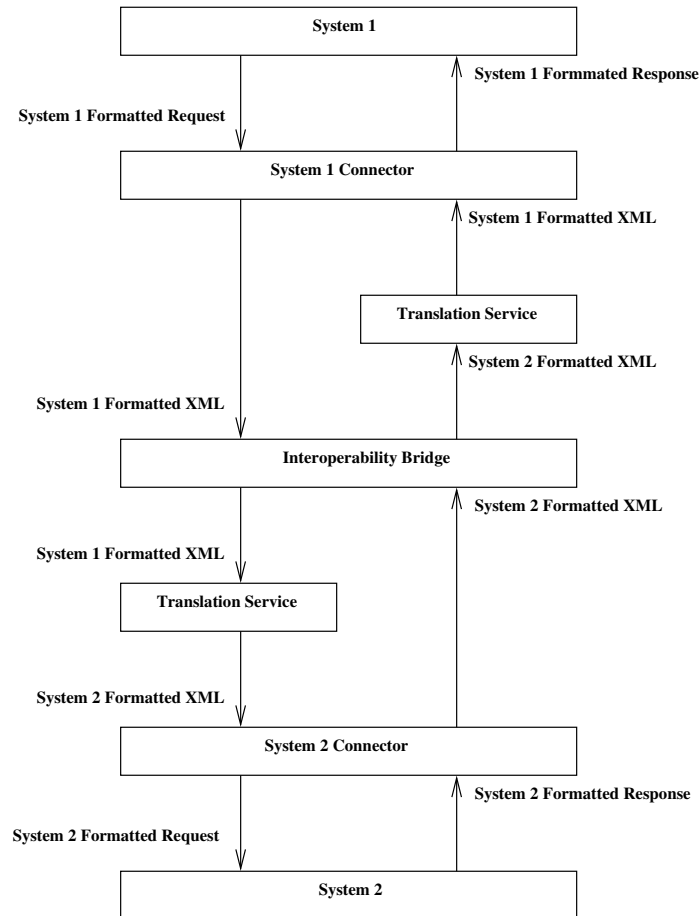 System 1
System 1 Formmated Response
System 1 Formatted Request
System 1 Connector
System 1 Formatted XML
Translation Service
System 2 Formatted XML
System 1 Formatted XML
Interoperability Bridge
System 2 Formatted XML
System 1 Formatted XML
Translation Service
System 2 Formatted XML
System 2 Connector
System 2 Formatted Response
System 2 Formatted Request
System 2